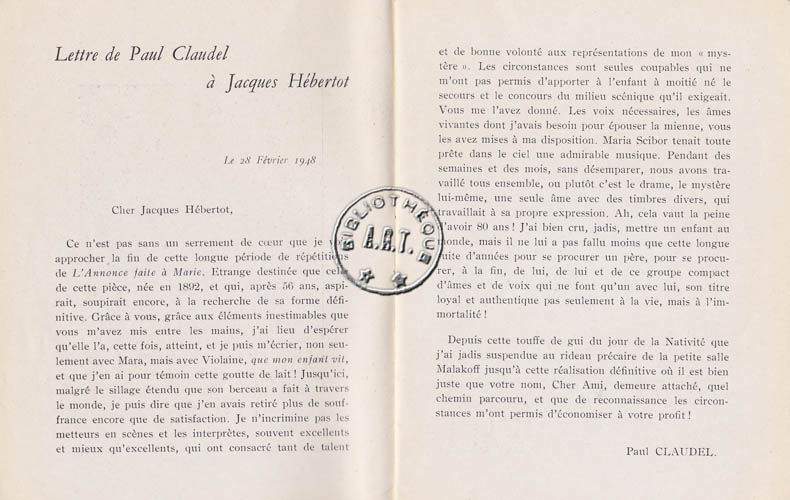 Lettre de Paul Claudel
à Jacques Hébertot
Le 28 Février 1948
Cher Jacques Hébertot,
Ce n'est pas sans un serrement de cœur que je
approcher la fin de cette longue période de répétitions
de L'Annonce faite à Marie. Etrange destinée que celle
de cette pièce, née en 1892, et qui, après 56 ans, aspi-
rait, soupirait encore, à la recherche de sa forme défi-
nitive. Grâce à vous, grâce aux éléments inestimables que
vous m'avez mis entre les mains, j'ai lieu d'espérer
qu'elle l'a, cette fois, atteint, et je puis m'écrier, non seu-
lement avec Mara, mais avec Violaine, que mon enfant vit,
et que j'en ai pour témoin cette goutte de lait ! Jusqu'ici,
malgré le sillage étendu que son berceau a fait à travers
le monde, je puis dire que j'en avais retiré plus de souf-
france encore que de satisfaction. Je n'incrimine pas les
metteurs en scènes et les interprètes, souvent excellents
et mieux qu'excellents, qui ont consacré tant de talent
et de bonne volonté aux représentations de mon « mys-
tère ». Les circonstances sont seules coupables qui ne
m'ont pas permis d'apporter à l'enfant à moitié né le
secours et le concours du milieu scénique qu'il exigeait.
Vous me l'avez donné. Les voix nécessaires, les âmes
vivantes dont j'avais besoin pour épouser la mienne, vous
les avez mises à ma disposition. Maria Scibor tenait toute
prête dans le ciel une admirable musique. Pendant des
semaines et des mois, sans désemparer, nous avons tra-
vaillé tous ensemble, ou plutôt c'est le drame, le mystère
lui-même, une seule âme avec des timbres divers, qui
travaillait à sa propre expression. Ah, cela vaut la peine
d'avoir 80 ans ! J'ai bien cru, jadis, mettre un enfant au
monde, mais il ne lui a pas fallu moins que cette longue
suite d'années pour se procurer un père, pour se procu-
rer, à la fin, de lui, de lui et de ce groupe compact
d'âmes et de voix qui ne font qu'un avec lui, son titre
loyal et authentique pas seulement à la vie, mais à l'im-
mortalité !
Depuis cette touffe de gui du jour de la Nativité que
j'ai jadis suspendue au rideau précaire de la petite salle
Malakoff jusqu'à cette réalisation définitive où il est bien
juste que votre nom, Cher Ami, demeure attaché, quel
chemin parcouru, et que de reconnaissance les circon-
stances m'ont permis d'économiser à votre profit !
Paul CLAUDEL.
BIBLIOTHÈQUE
A.R.T.